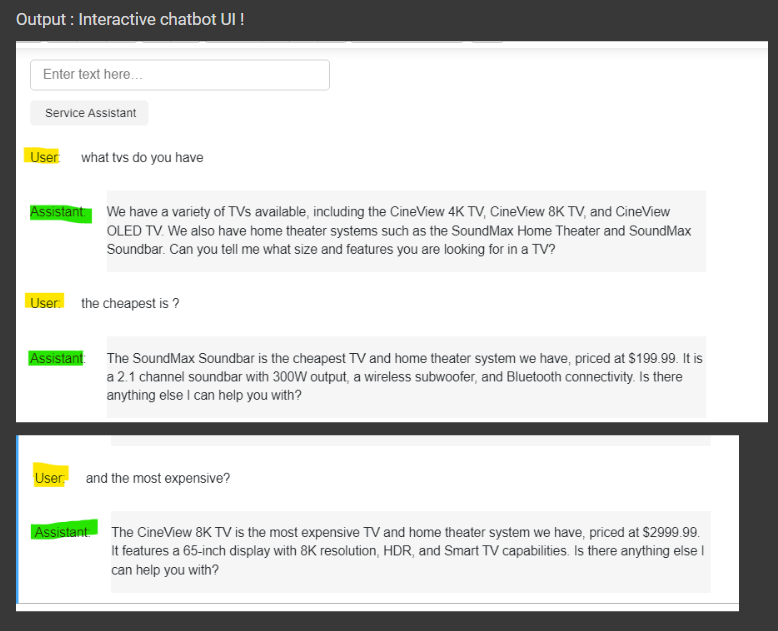 Output : Interactive chatbot UI !
Enter text here...
Service Assistant
User: what tvs do you have
Assistant: We have a variety of TVs available, including the CineView 4K TV, CineView 8K TV, and CineView
OLED TV. We also have home theater systems such as the SoundMax Home Theater and SoundMax
Soundbar. Can you tell me what size and features you are looking for in a TV?
User: the cheapest is ?
Assistant: The SoundMax Soundbar is the cheapest TV and home theater system we have, priced at $199.99. It is
a 2.1 channel soundbar with 300W output, a wireless subwoofer, and Bluetooth connectivity. Is there
anything else I can help you with?
User: and the most expensive?
Assistant: The CineView 8K TV is the most expensive TV and home theater system we have, priced at $2999.99.
It features a 65-inch display with 8K resolution, HDR, and Smart TV capabilities. Is there anything else I
can help you with?